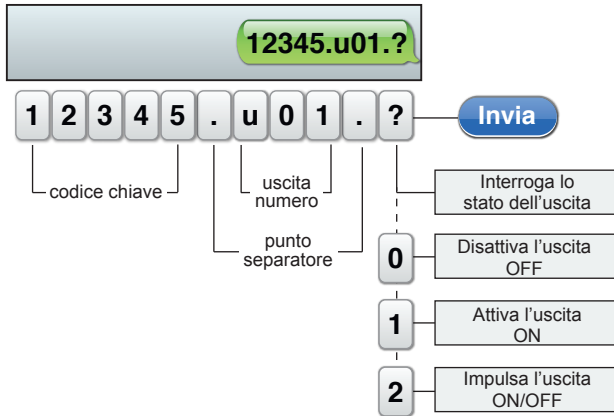 12345.u01.?
1 2 3 4 5 . u 0 1 . ? Invia
codice chiave
uscita
numero
punto
separatore
Interroga lo
stato dell'uscita
0 Disattiva l'uscita
OFF
1 Attiva l'uscita
ON
2 Impulsa l'uscita
ON/OFF